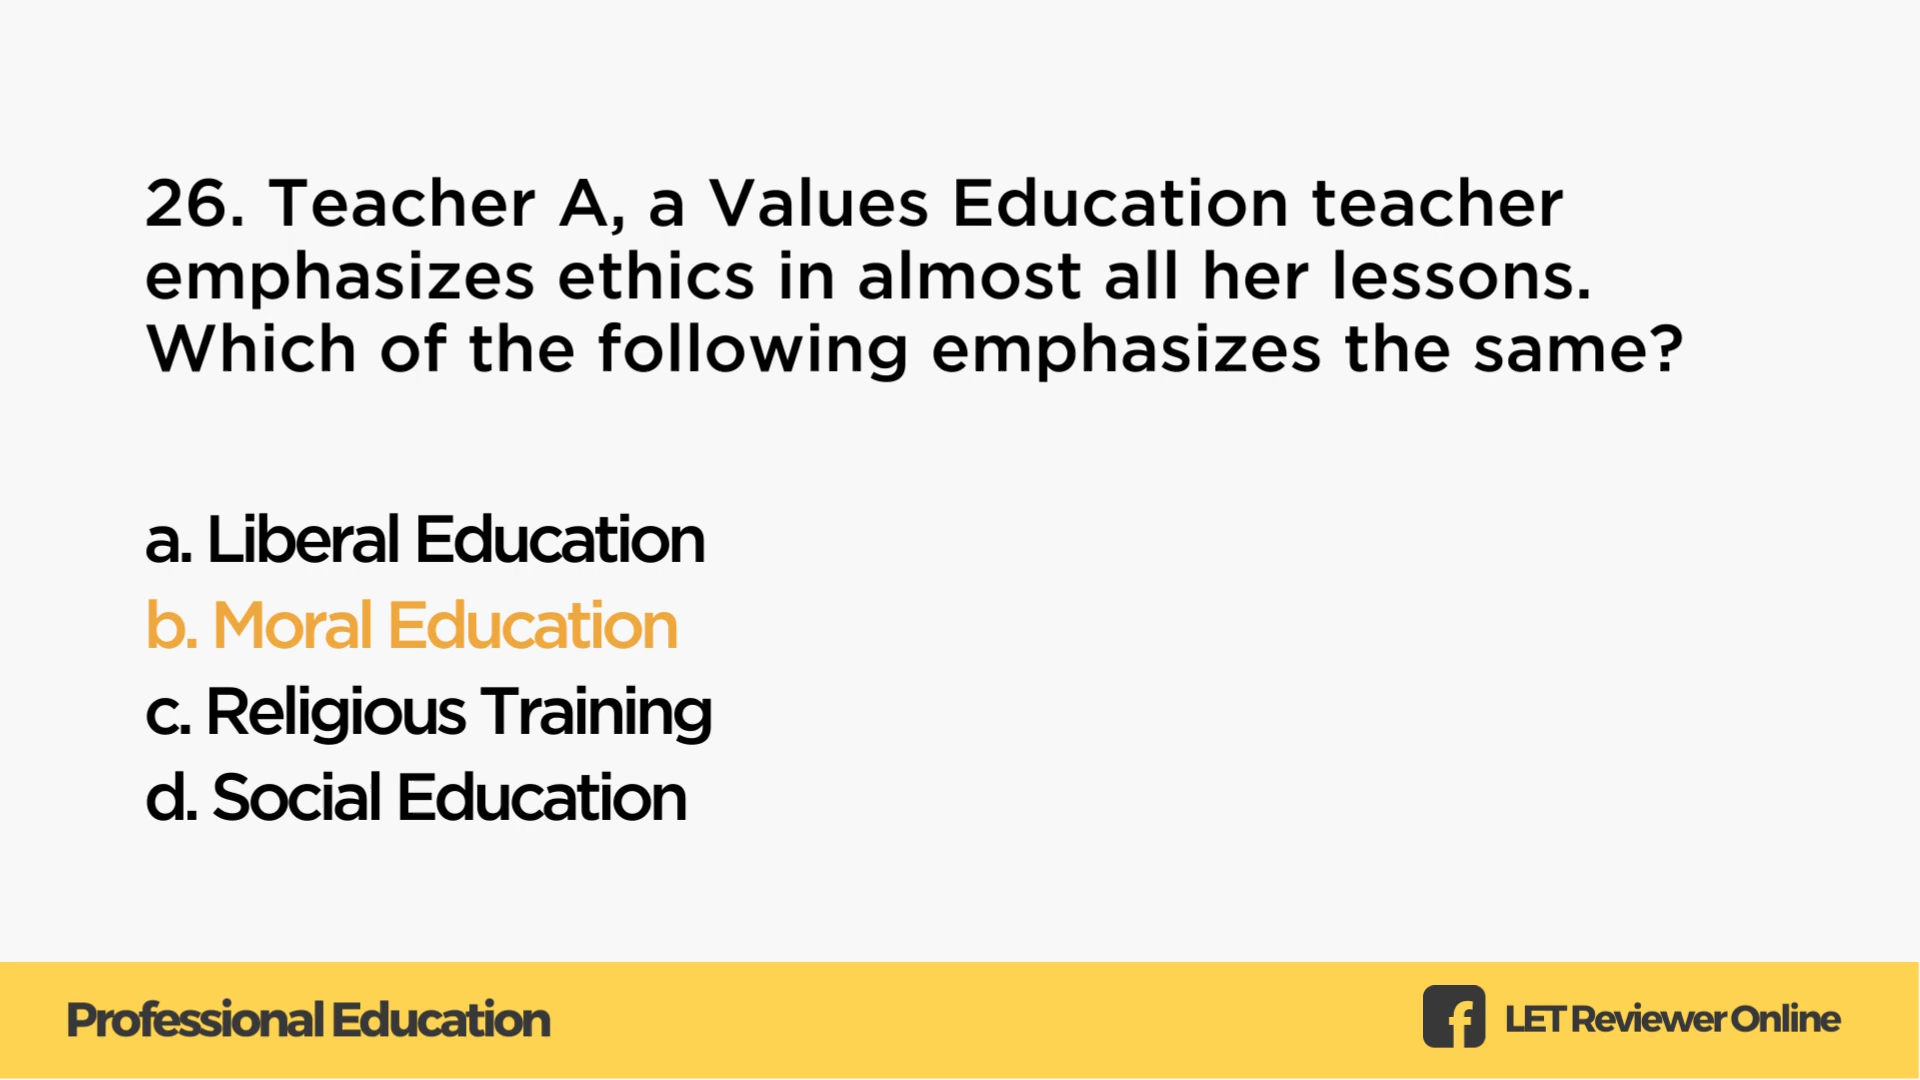 26. Teacher A, a Values Education teacher
emphasizes ethics in almost all her lessons.
Which of the following emphasizes the same?
a. Liberal Education
b. Moral Education
c. Religious Training
d. Social Education
Professional Education
LET Reviewer Online